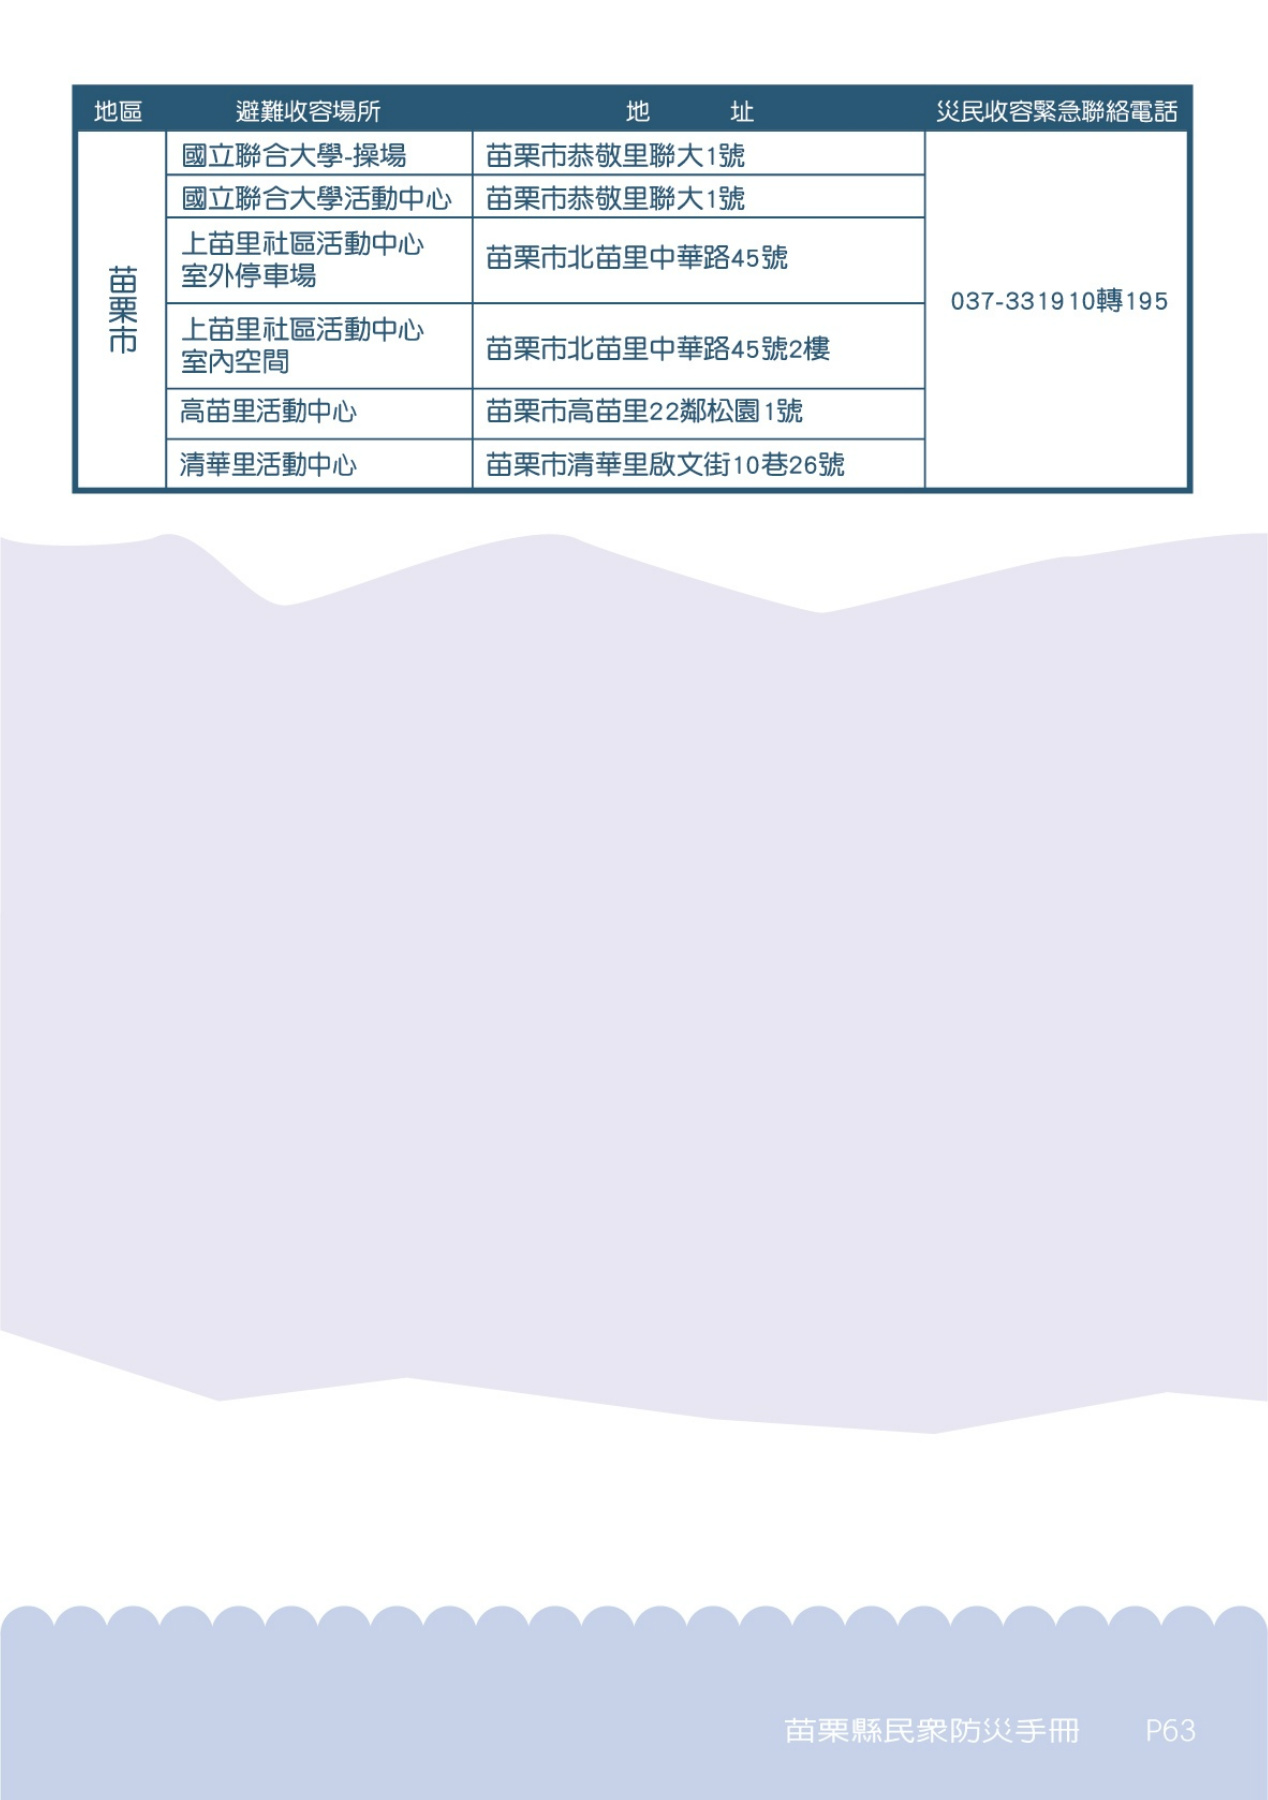 地區 避難收容場所 地 址 災民收容緊急聯絡電話
苗栗市
國立聯合大學-操場 苗栗市恭敬里聯大1號
國立聯合大學活動中心 苗栗市恭敬里聯大1號
上苗里社區活動中心
室外停車場
苗栗市北苗里中華路45號
上苗里社區活動中心
室內空間
苗栗市北苗里中華路45號2樓
高苗里活動中心 苗栗市高苗里22鄰松園1號
清華里活動中心 苗栗市清華里啟文街10巷26號
037-331910轉195
苗栗縣民眾防災手冊 P63